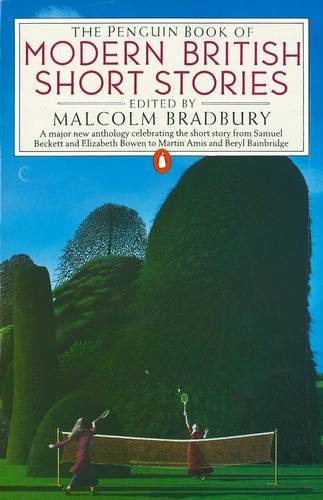 THE PENGUIN BOOK OF
MODERN BRITISH
SHORT STORIES
EDITED BY
MALCOLM BRADBURY
A major new anthology celebrating the short story from Samuel
Beckett and Elizabeth Bowen to Martin Amis and Beryl Bainbridge